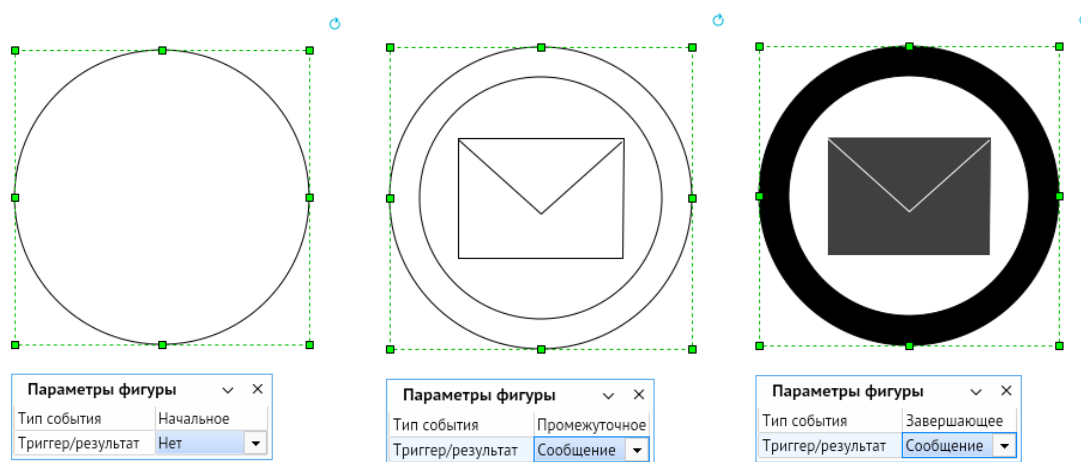 Параметры фигуры
Тип события Начальное
Триггер/результат Нет
Параметры фигуры
Тип события Промежуточное
Триггер/результат Сообщение
Параметры фигуры
Тип события Завершающее
Триггер/результат Сообщение